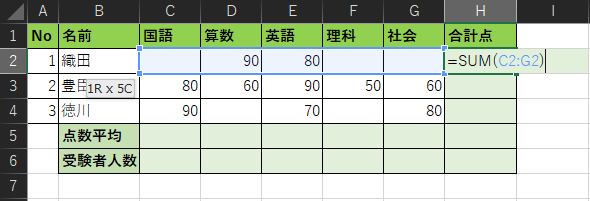 A B C D E F G H I
1 No 名前 国語 算数 英語 理科 社会 合計点
2 1 織田 90 80 =SUM(C2:G2)
3 2 豊 1R x 5C 80 60 90 50 60
4 3 徳川 90 70 80
5 点数平均
6 受験者人数
7